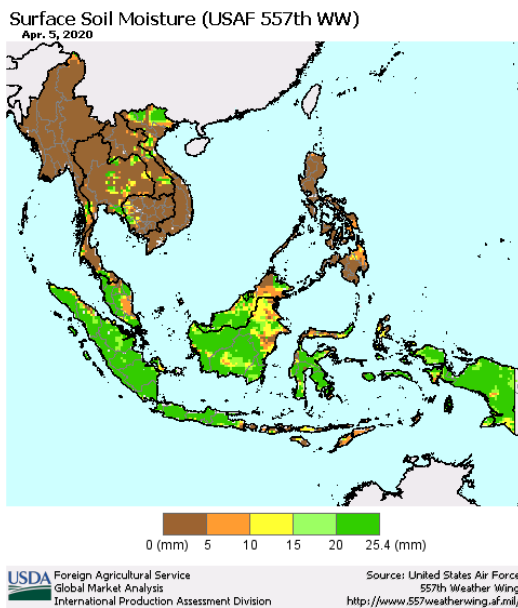 Surface Soil Moisture (USAF 557th WW)
Apr. 5, 2020
0 (mm) 5 10 15 20 25.4 (mm)
USDA Foreign Agricultural Service
Global Market Analysis
International Production Assessment Division
Source: United States Air Force
557th Weather Wing
http://www.557weatherwing.af.mil/